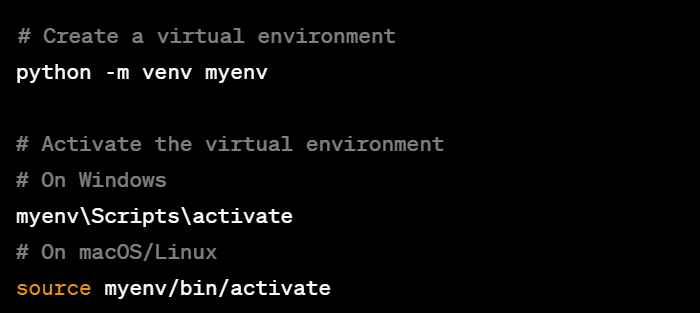 # Create a virtual environment
python -m venv myenv

# Activate the virtual environment
# On Windows
myenv\Scripts\activate
# On macOS/Linux
source myenv/bin/activate